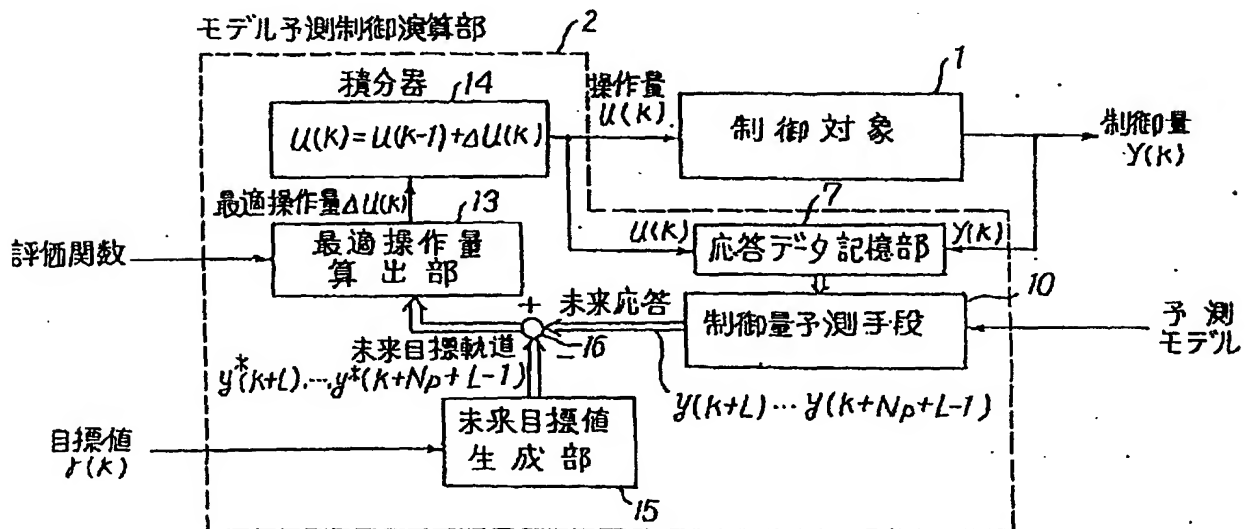 モデル予測制御演算部
2
積分器
14
U(K)=U(K-1)+ΔU(K)
操作量
U(K)
1
制御対象
制御量
Y(K)
最適操作量ΔU(K)
13
最適操作量
算出部
評価関数
7
U(K)
応答データ記憶部
Y(K)
10
制御量予測手段
予測
モデル
未来応答
+
-
16
未来目標軌道
y*(K+L)...y*(K+Np+L-1)
y(K+L)...y(K+Np+L-1)
目標値
r(K)
未来目標値
生成部
15